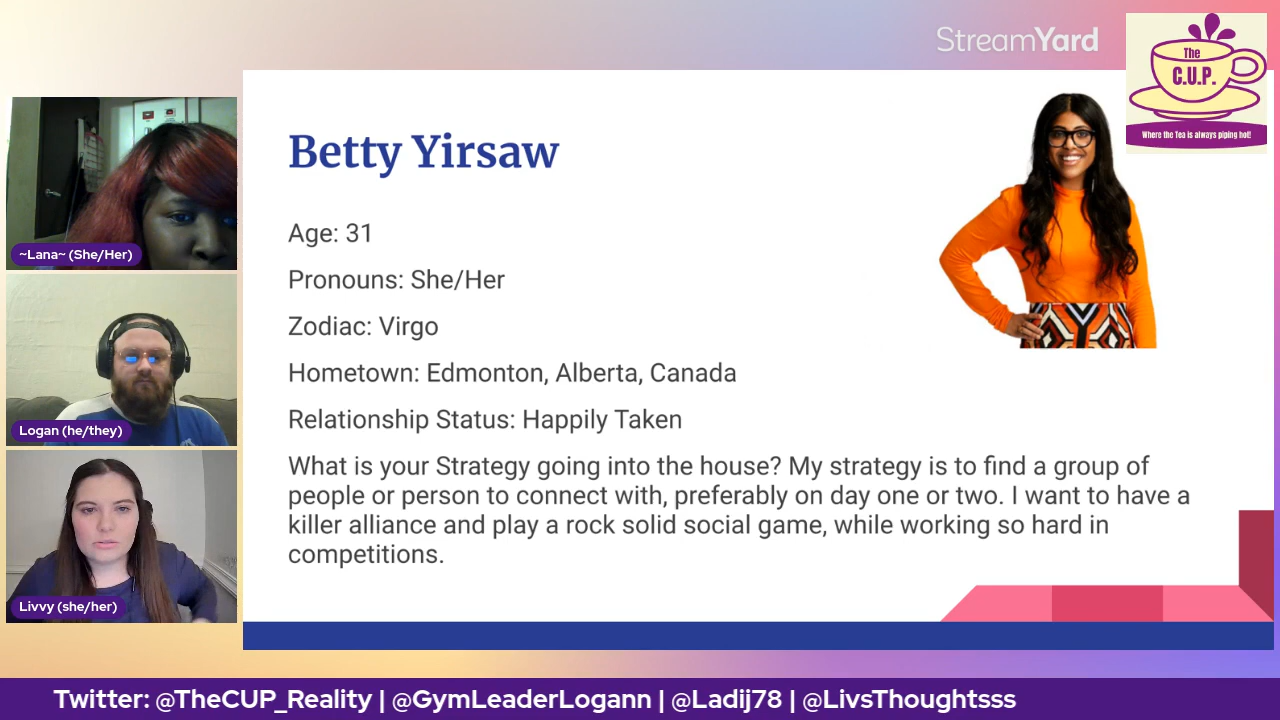 StreamYard
The
C.U.P.
Where the Tea is always piping hot!
Betty Yirsaw
Age: 31
Pronouns: She/Her
Zodiac: Virgo
Hometown: Edmonton, Alberta, Canada
Relationship Status: Happily Taken
What is your Strategy going into the house? My strategy is to find a group of
people or person to connect with, preferably on day one or two. I want to have a
killer alliance and play a rock solid social game, while working so hard in
competitions.
~Lana~ (She/Her)
Logan (he/they)
Livvy (she/her)
Twitter: @TheCUP_Reality | @GymLeaderLogann | @Ladij78 | @LivsThoughtsss